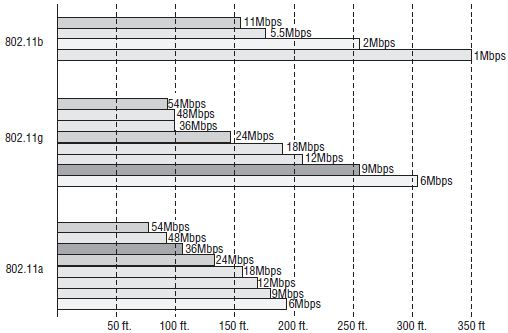 11Mbps
5.5Mbps
802.11b
2Mbps
1Mbps
54Mbps
48Mbps
36Mbps
802.11g
24Mbps
18Mbps
12Mbps
9Mbps
6Mbps
54Mbps
48Mbps
36Mbps
24Mbps
802.11a
18Mbps
12Mbps
9Mbps
6Mbps
50 ft. 100 ft. 150 ft. 200 ft. 250 ft. 300 ft. 350 ft